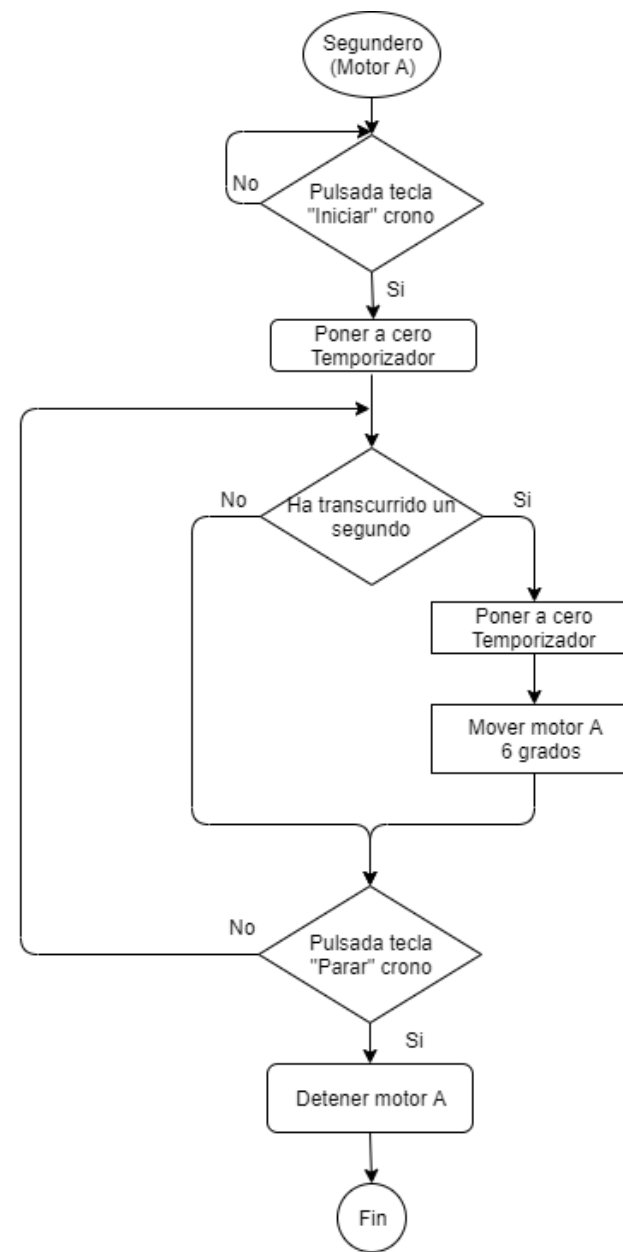 Segundero
(Motor A)
No
Pulsada tecla
"Iniciar" crono
Si
Poner a cero
Temporizador
No
Ha transcurrido un
segundo
Si
Poner a cero
Temporizador
Mover motor A
6 grados
No
Pulsada tecla
"Parar" crono
Si
Detener motor A
Fin